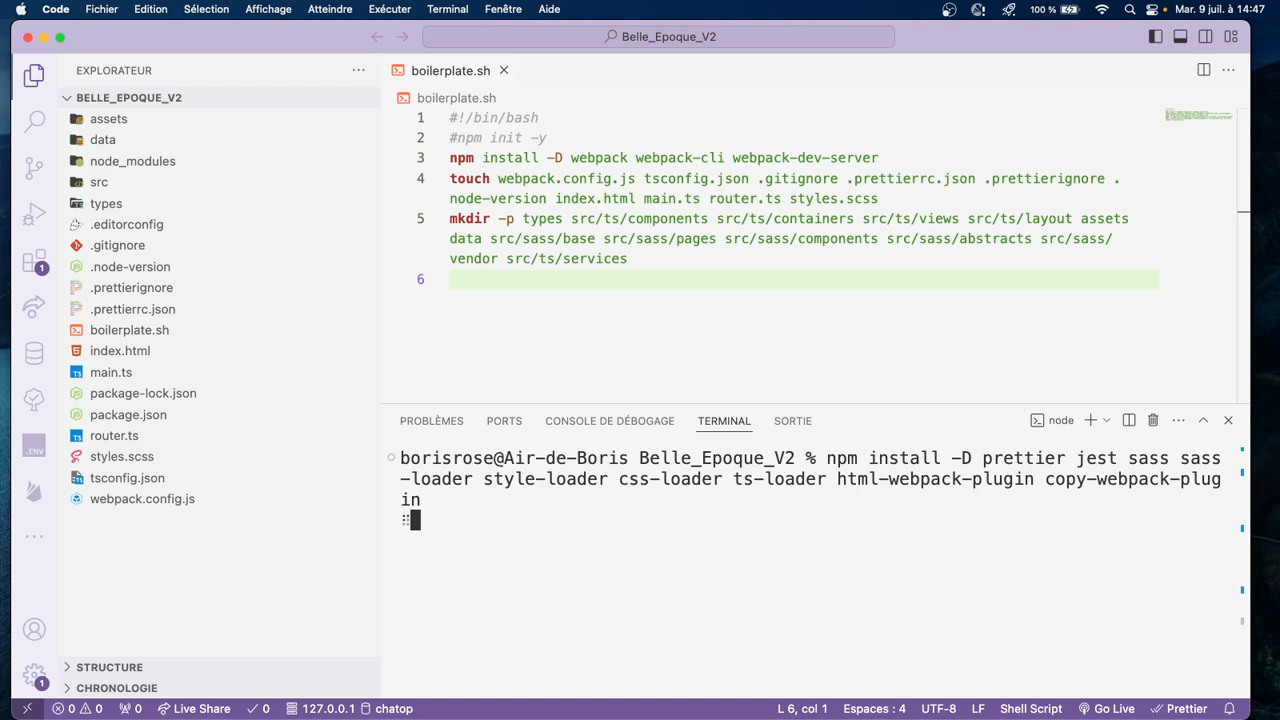 Code Fichier Édition Sélection Affichage Atteindre Exécuter Terminal Fenêtre Aide 100 % Mar. 9 juil. à 14:47
Belle_Epoque_V2
EXPLORATEUR
BELLE_EPOQUE_V2
assets
data
node_modules
src
types
.editorconfig
.gitignore
.node-version
.prettierignore
.prettierrc.json
boilerplate.sh
index.html
main.ts
package-lock.json
package.json
router.ts
styles.scss
tsconfig.json
webpack.config.js
STRUCTURE
CHRONOLOGIE
1
.ENV
1
boilerplate.sh
boilerplate.sh
1 #!/bin/bash
2 #npm init -y
3 npm install -D webpack webpack-cli webpack-dev-server
4 touch webpack.config.js tsconfig.json .gitignore .prettierrc.json .prettierignore .
node-version index.html main.ts router.ts styles.scss
5 mkdir -p types src/ts/components src/ts/containers src/ts/views src/ts/layout assets
data src/sass/base src/sass/pages src/sass/components src/sass/abstracts src/sass/
vendor src/ts/services
6
PROBLÈMES PORTS CONSOLE DE DÉBOGAGE TERMINAL SORTIE node
borisrose@Air-de-Boris Belle_Epoque_V2 % npm install -D prettier jest sass sass
-loader style-loader css-loader ts-loader html-webpack-plugin copy-webpack-plug
in
0 0 0 Live Share 0 127.0.0.1 chatop L 6, col 1 Espaces : 4 UTF-8 LF Shell Script Go Live Prettier